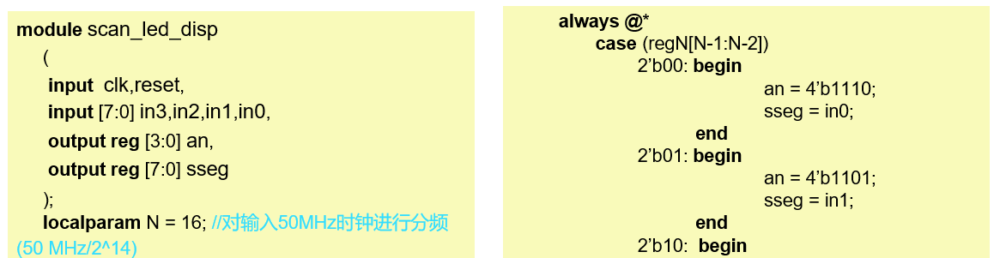 module scan_led_disp
(
input clk,reset,
input [7:0] in3,in2,in1,in0,
output reg [3:0] an,
output reg [7:0] sseg
);
localparam N = 16; //对输入50MHz时钟进行分频
(50 MHz/2^14)
always @*
case (regN[N-1:N-2])
2’b00: begin
an = 4’b1110;
sseg = in0;
end
2’b01: begin
an = 4’b1101;
sseg = in1;
end
2’b10: begin